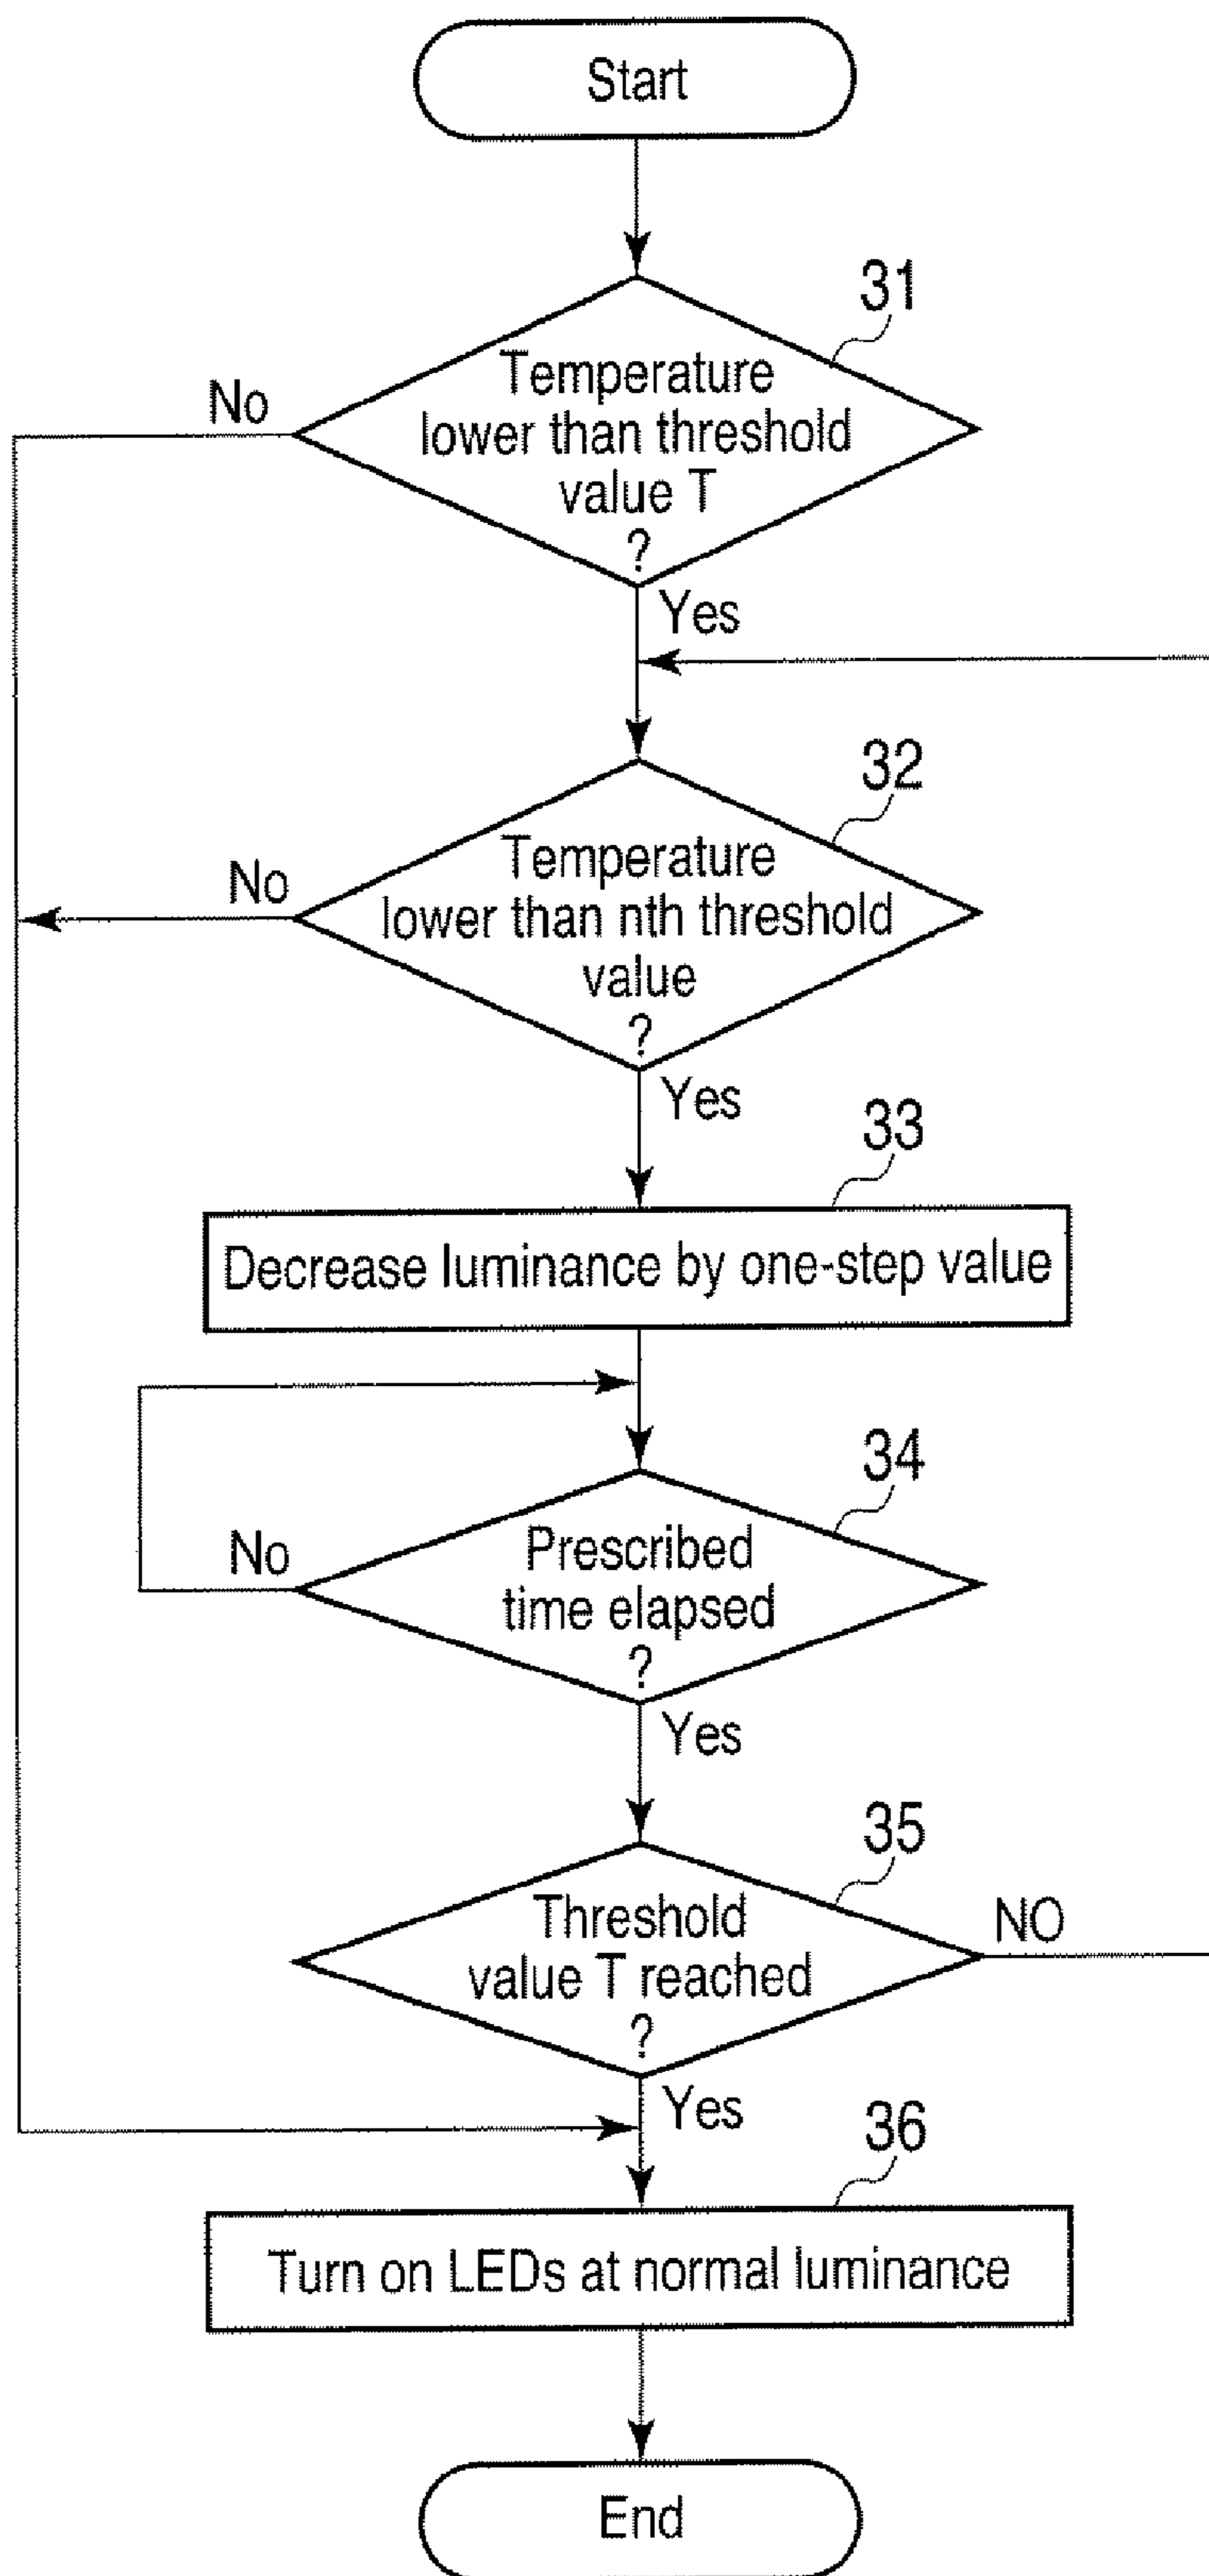 Start
31
Temperature
lower than threshold
value T
?
No
Yes
32
Temperature
lower than nth threshold
value
?
No
Yes
33
Decrease luminance by one-step value
34
Prescribed
time elapsed
?
No
Yes
35
Threshold
value T reached
?
NO
Yes
36
Turn on LEDs at normal luminance
End